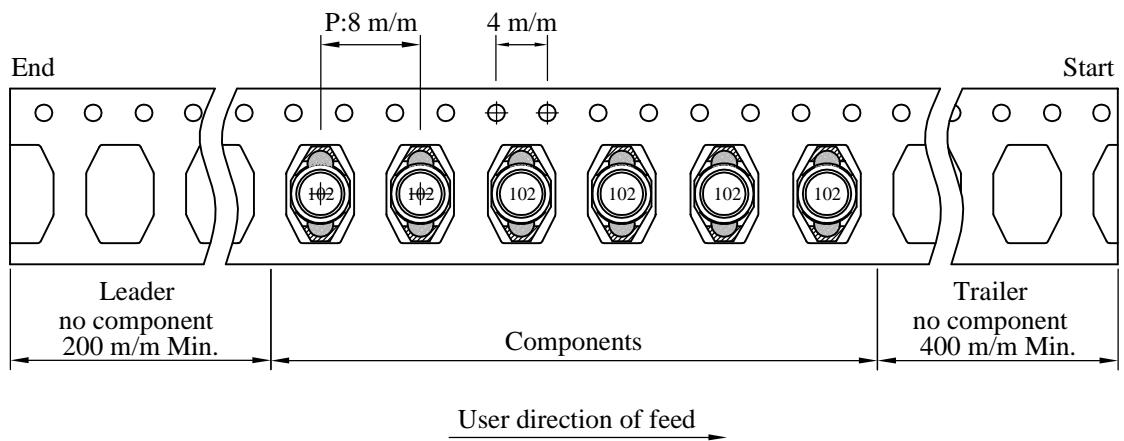 P:8 m/m
4 m/m
End
Start
102
102
102
102
102
102
Leader
no component
200 m/m Min.
Components
Trailer
no component
400 m/m Min.
User direction of feed